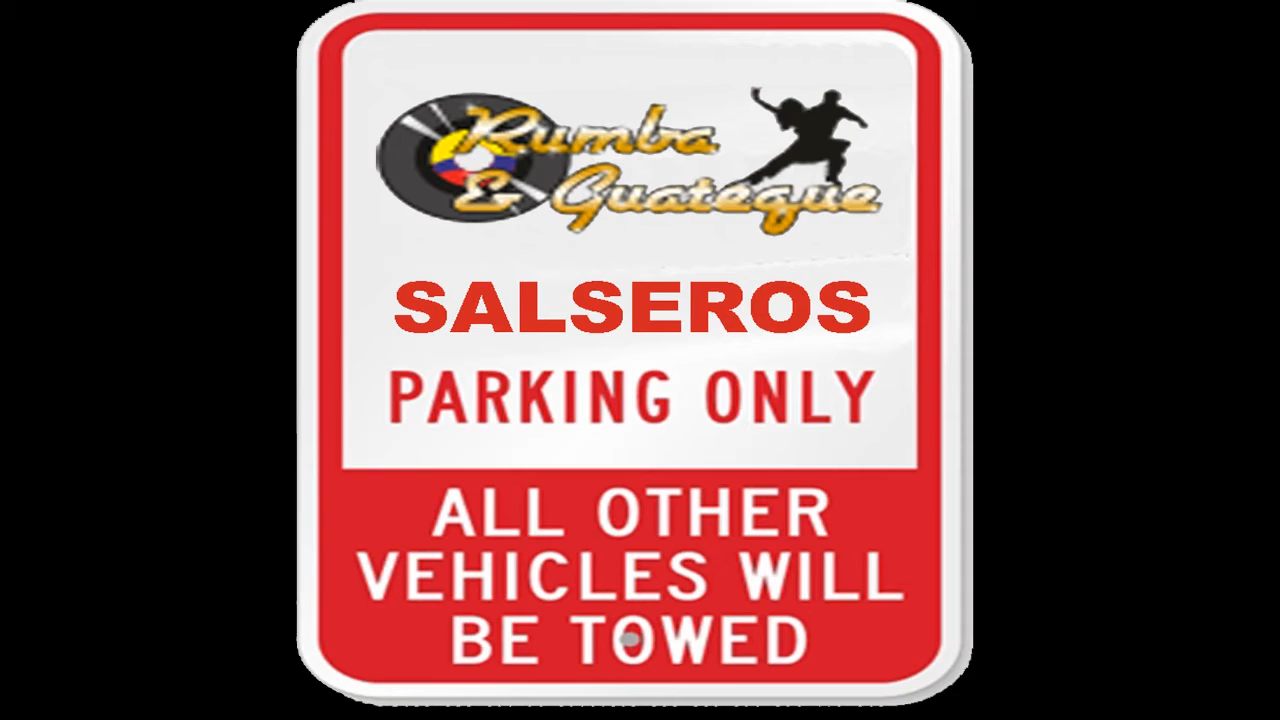 Rumba
& Guateque
SALSEROS
PARKING ONLY
ALL OTHER
VEHICLES WILL
BE TOWED